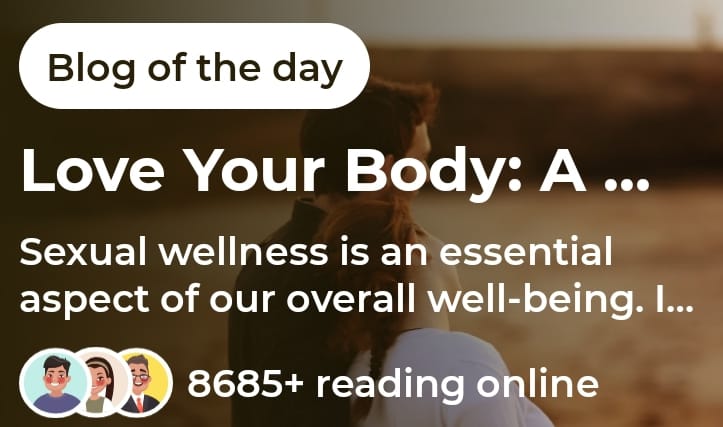 Blog of the day
Love Your Body: A ...
Sexual wellness is an essential
aspect of our overall well-being. I...
8685+ reading online